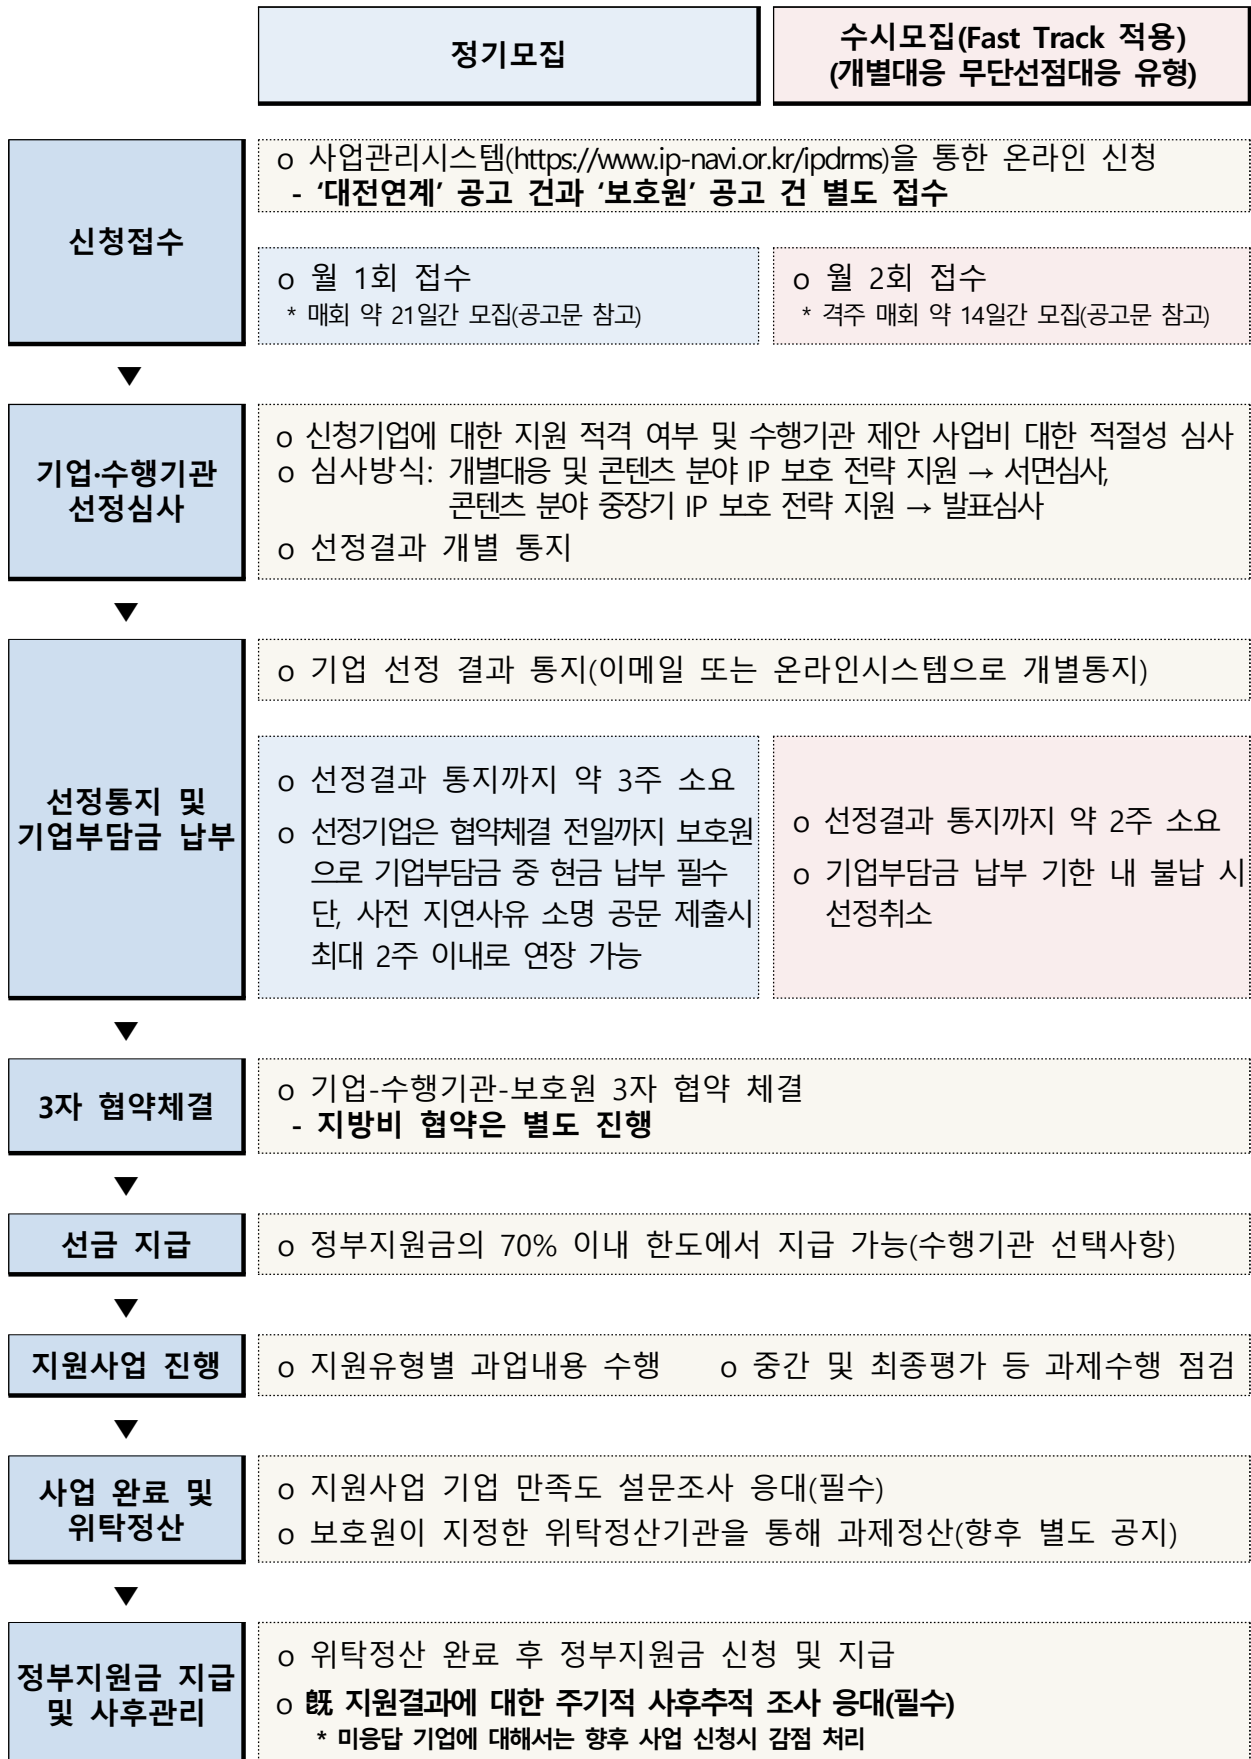 정기모집
수시모집(Fast Track 적용)
(개별대응 무단선점대응 유형)
신청접수
o 사업관리시스템(https://www.ip-navi.or.kr/ipdrms)을 통한 온라인 신청
- ‘대전연계’ 공고 건과 ‘보호원’ 공고 건 별도 접수
o 월 1회 접수
* 매회 약 21일간 모집(공고문 참고)
o 월 2회 접수
* 격주 매회 약 14일간 모집(공고문 참고)
▼
기업·수행기관
선정심사
o 신청기업에 대한 지원 적격 여부 및 수행기관 제안 사업비 대한 적절성 심사
o 심사방식: 개별대응 및 콘텐츠 분야 IP 보호 전략 지원 → 서면심사,
콘텐츠 분야 중장기 IP 보호 전략 지원 → 발표심사
o 선정결과 개별 통지
▼
선정통지 및
기업부담금 납부
o 기업 선정 결과 통지(이메일 또는 온라인시스템으로 개별통지)
o 선정결과 통지까지 약 3주 소요
o 선정기업은 협약체결 전일까지 보호원
으로 기업부담금 중 현금 납부 필수
단, 사전 지연사유 소명 공문 제출시
최대 2주 이내로 연장 가능
o 선정결과 통지까지 약 2주 소요
o 기업부담금 납부 기한 내 불납 시
선정취소
▼
3자 협약체결
o 기업-수행기관-보호원 3자 협약 체결
- 지방비 협약은 별도 진행
▼
선금 지급
o 정부지원금의 70% 이내 한도에서 지급 가능(수행기관 선택사항)
▼
지원사업 진행
o 지원유형별 과업내용 수행 o 중간 및 최종평가 등 과제수행 점검
▼
사업 완료 및
위탁정산
o 지원사업 기업 만족도 설문조사 응대(필수)
o 보호원이 지정한 위탁정산기관을 통해 과제정산(향후 별도 공지)
▼
정부지원금 지급
및 사후관리
o 위탁정산 완료 후 정부지원금 신청 및 지급
o 旣 지원결과에 대한 주기적 사후추적 조사 응대(필수)
* 미응답 기업에 대해서는 향후 사업 신청시 감점 처리